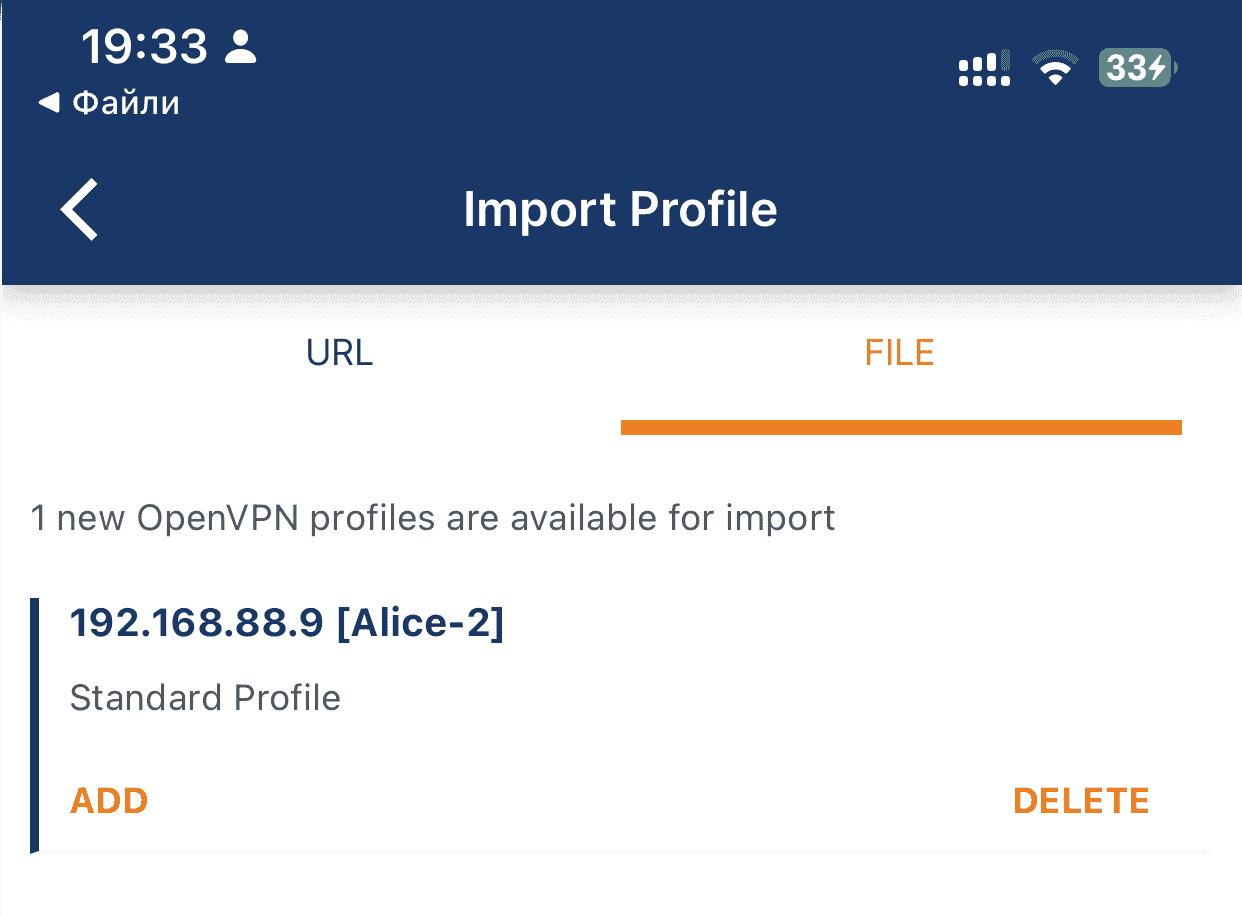 19:33
33
Файли
Import Profile
URL
FILE
1 new OpenVPN profiles are available for import
192.168.88.9 [Alice-2]
Standard Profile
ADD
DELETE